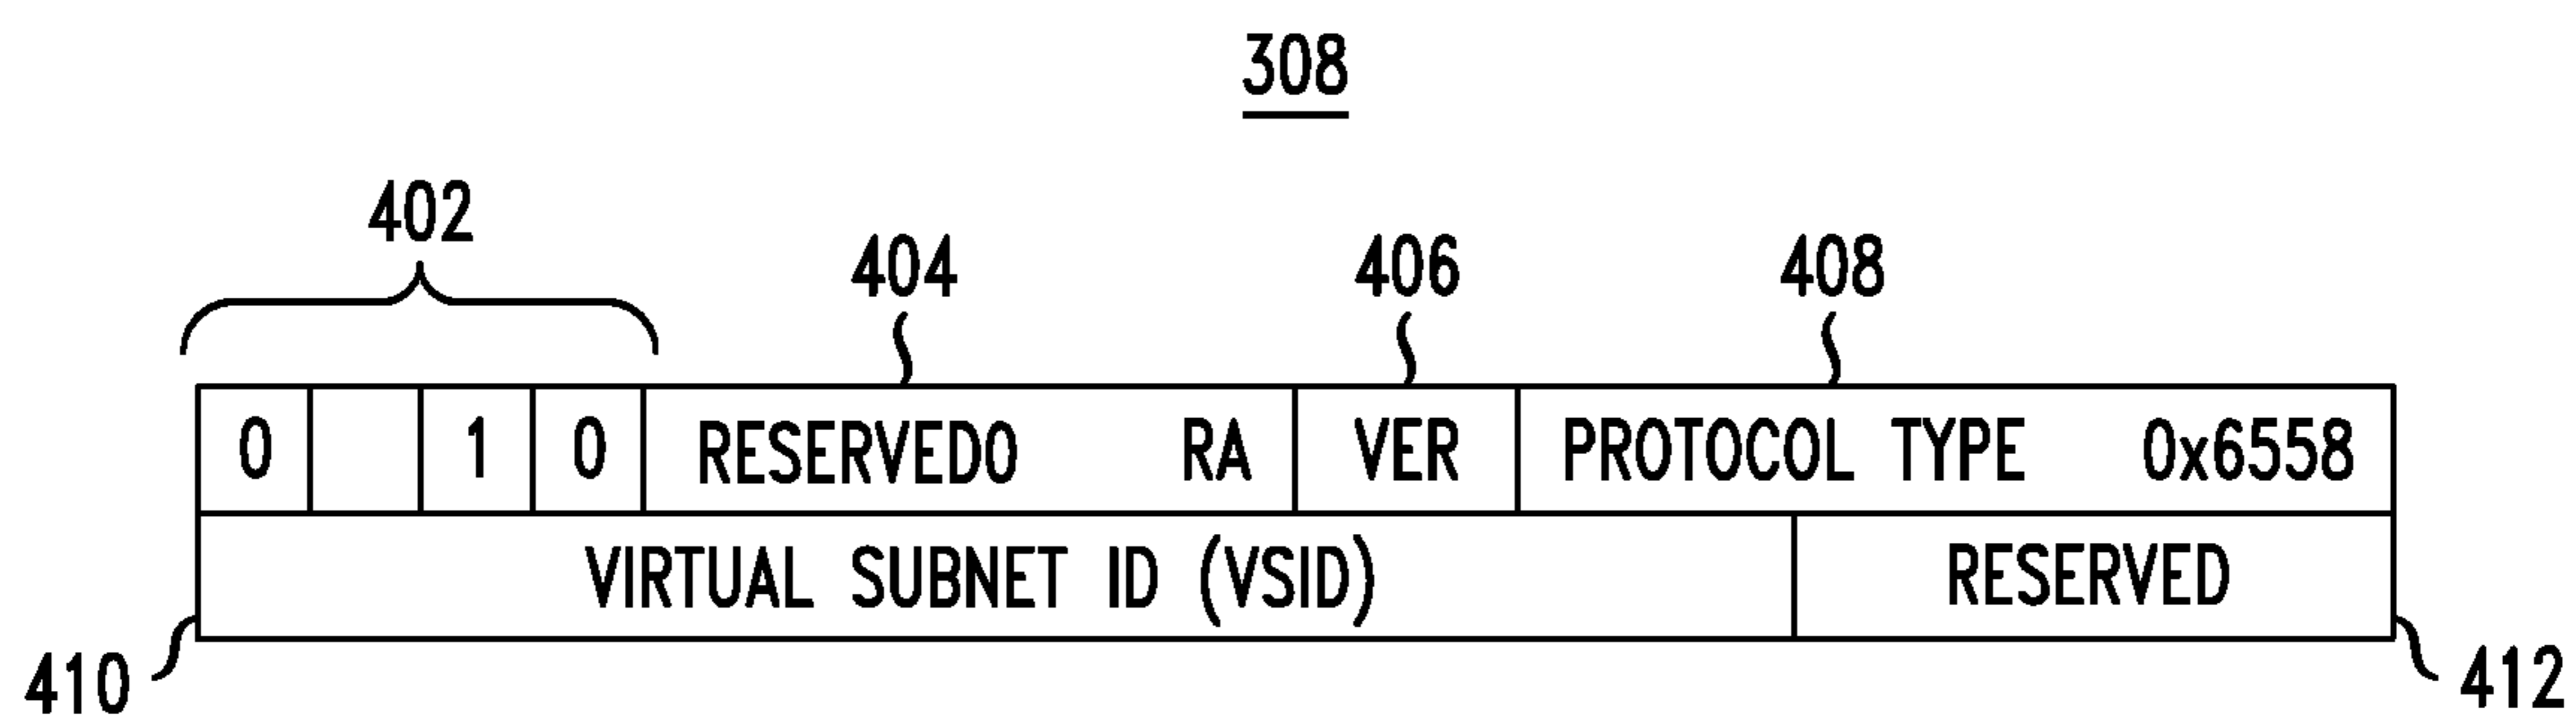 308
402
404 406 408
0 1 0 RESERVED0 RA VER PROTOCOL TYPE 0x6558
VIRTUAL SUBNET ID (VSID) RESERVED
410 412